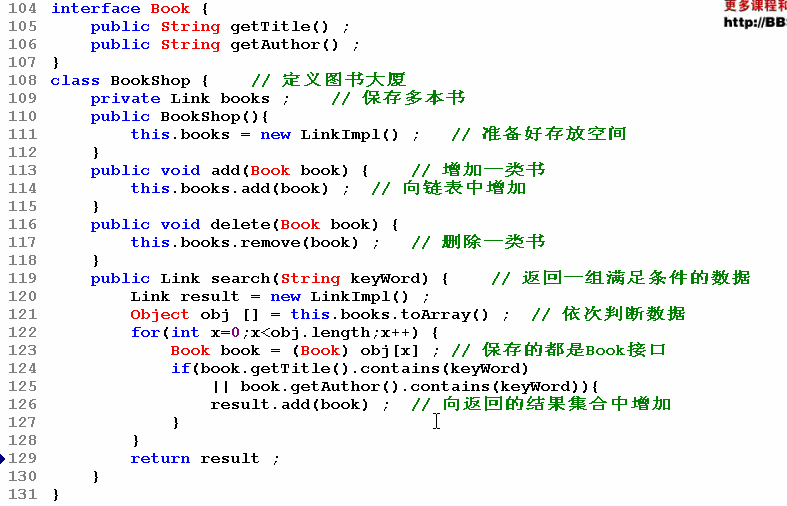 更多课程和
http://BB
104 interface Book {
105     public String getTitle() ;
106     public String getAuthor() ;
107 }
108 class BookShop {    // 定义图书大厦
109     private Link books ;    // 保存多本书
110     public BookShop(){
111         this.books = new LinkImpl() ;   // 准备好存放空间
112     }
113     public void add(Book book) {    // 增加一类书
114         this.books.add(book) ;  // 向链表中增加
115     }
116     public void delete(Book book) {
117         this.books.remove(book) ;   // 删除一类书
118     }
119     public Link search(String keyWord) {    // 返回一组满足条件的数据
120         Link result = new LinkImpl() ;
121         Object obj [] = this.books.toArray() ;  // 依次判断数据
122         for(int x=0;x<obj.length;x++) {
123             Book book = (Book) obj[x] ; // 保存的都是Book接口
124             if(book.getTitle().contains(keyWord)
125                 || book.getAuthor().contains(keyWord)){
126                 result.add(book) ;  // 向返回的结果集合中增加
127             }
128         }
129         return result ;
130     }
131 }